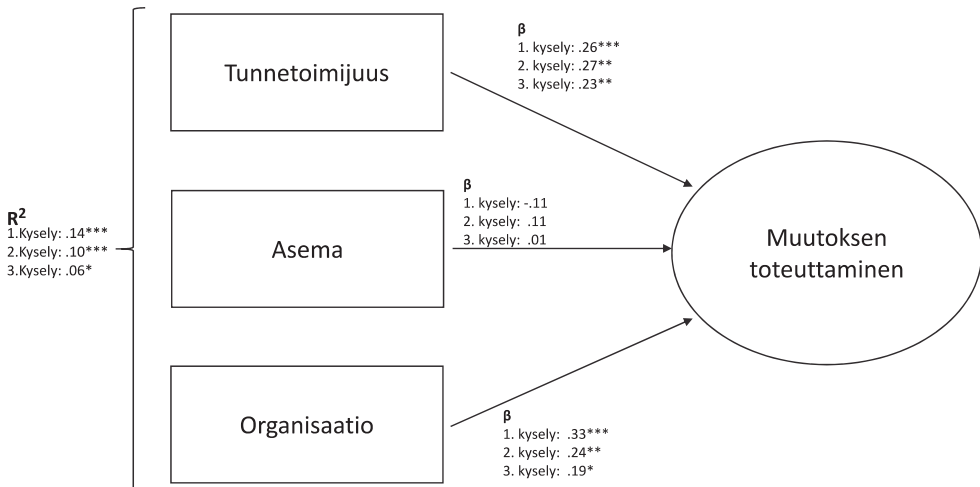 R²
1.Kysely: .14***
2.Kysely: .10***
3.Kysely: .06*
Tunnetoimijuus
β
1. kysely: .26***
2. kysely: .27**
3. kysely: .23**
Asema
β
1. kysely: -.11
2. kysely: .11
3. kysely: .01
Organisaatio
β
1. kysely: .33***
2. kysely: .24**
3. kysely: .19*
Muutoksen
toteuttaminen